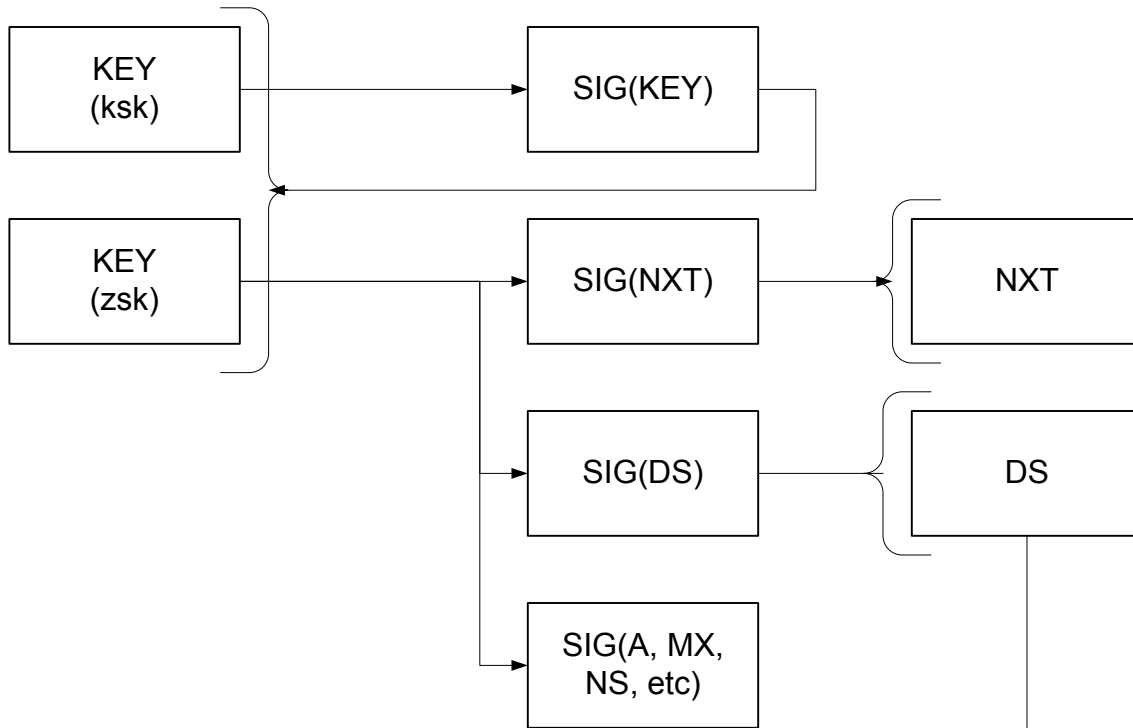 KEY
(ksk)
SIG(KEY)
KEY
(zsk)
SIG(NXT)
NXT
SIG(DS)
DS
SIG(A, MX,
NS, etc)